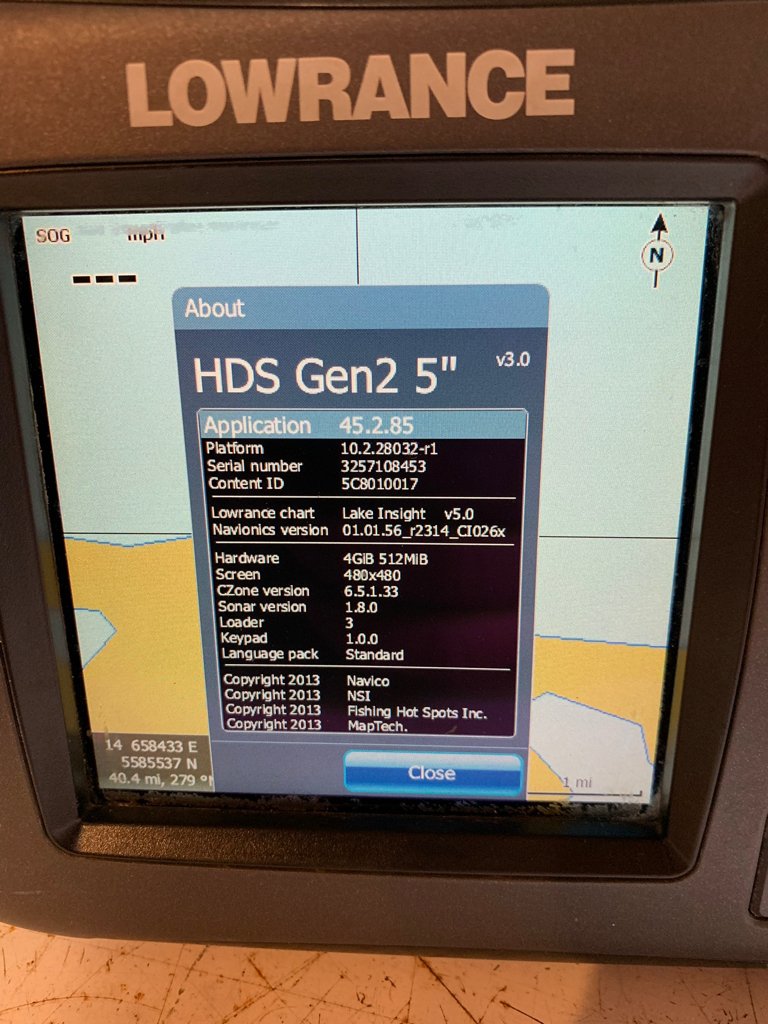 LOWRANCE
SOG mph
---
N
About
HDS Gen2 5" v3.0
Application 45.2.85
Platform 10.2.28032-r1
Serial number 3257108453
Content ID 5C8010017
Lowrance chart Lake Insight v5.0
Navionics version 01.01.56_r2314_CI026x
Hardware 4GiB 512MiB
Screen 480x480
CZone version 6.5.1.33
Sonar version 1.8.0
Loader 3
Keypad 1.0.0
Language pack Standard
Copyright 2013 Navico
Copyright 2013 NSI
Copyright 2013 Fishing Hot Spots Inc.
Copyright 2013 MapTech.
14 658433 E
5585537 N
40.4 mi, 279 °
Close
1 mi